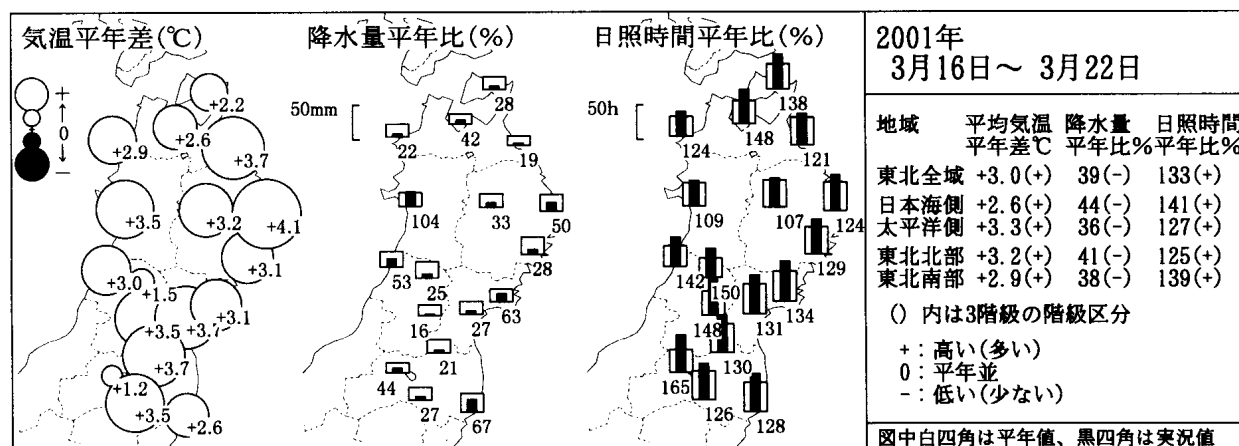 気温平年差(℃)
+
↑
0
↓
−
+2.2
+2.6
+2.9
+3.7
+3.5
+3.2
+4.1
+3.1
+3.0
+1.5
+3.1
+3.5
+3.7
+3.7
+1.2
+3.5
+2.6
降水量平年比(%)
50mm
28
42
22
19
104
33
50
28
53
25
63
16
27
21
44
27
67
日照時間平年比(%)
50h
138
148
124
121
109
107
124
129
142
150
134
148
131
130
165
126
128
2001年
3月16日～ 3月22日
地域 平均気温 降水量 日照時間
平年差℃ 平年比% 平年比%
東北全域 +3.0(+) 39(-) 133(+)
日本海側 +2.6(+) 44(-) 141(+)
太平洋側 +3.3(+) 36(-) 127(+)
東北北部 +3.2(+) 41(-) 125(+)
東北南部 +2.9(+) 38(-) 139(+)
() 内は3階級の階級区分
+：高い(多い)
0：平年並
-：低い(少ない)
図中白四角は平年値、黒四角は実況値